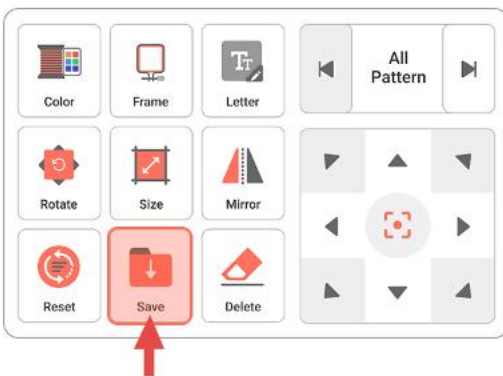 Color
Frame
Letter
All
Pattern
Rotate
Size
Mirror
Reset
Save
Delete